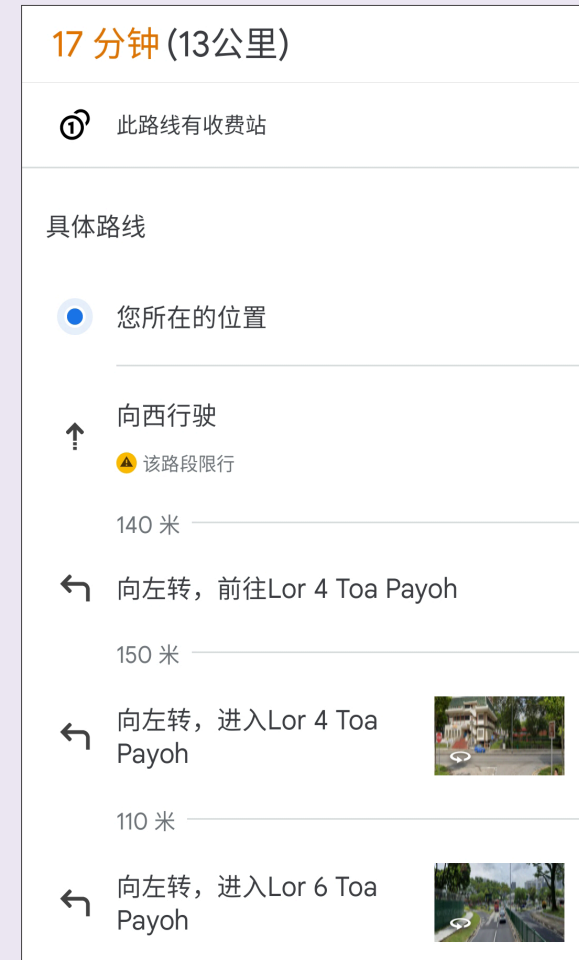 17 分钟 (13公里)
此路线有收费站
具体路线
您所在的位置
向西行驶
该路段限行
140 米
向左转，前往Lor 4 Toa Payoh
150 米
向左转，进入Lor 4 Toa
Payoh
110 米
向左转，进入Lor 6 Toa
Payoh